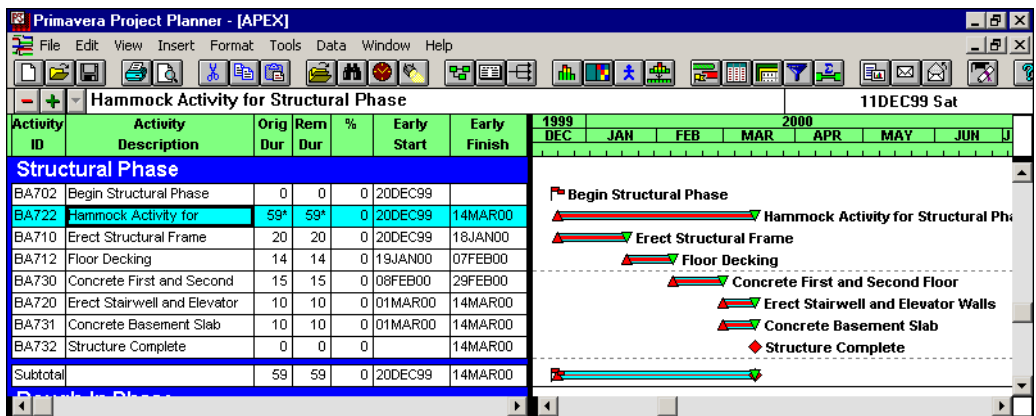 Primavera Project Planner - [APEX]
File Edit View Insert Format Tools Data Window Help
Hammock Activity for Structural Phase 11DEC99 Sat
Activity ID Activity Description Orig Dur Rem Dur % Early Start Early Finish 1999 2000
DEC JAN FEB MAR APR MAY JUN J
Structural Phase
BA702 Begin Structural Phase 0 0 0 20DEC99 Begin Structural Phase
BA722 Hammock Activity for 59* 59* 0 20DEC99 14MAR00 Hammock Activity for Structural Pha
BA710 Erect Structural Frame 20 20 0 20DEC99 18JAN00 Erect Structural Frame
BA712 Floor Decking 14 14 0 19JAN00 07FEB00 Floor Decking
BA730 Concrete First and Second 15 15 0 08FEB00 29FEB00 Concrete First and Second Floor
BA720 Erect Stairwell and Elevator 10 10 0 01MAR00 14MAR00 Erect Stairwell and Elevator Walls
BA731 Concrete Basement Slab 10 10 0 01MAR00 14MAR00 Concrete Basement Slab
BA732 Structure Complete 0 0 0 14MAR00 Structure Complete
Subtotal 59 59 0 20DEC99 14MAR00
Rough In Phase